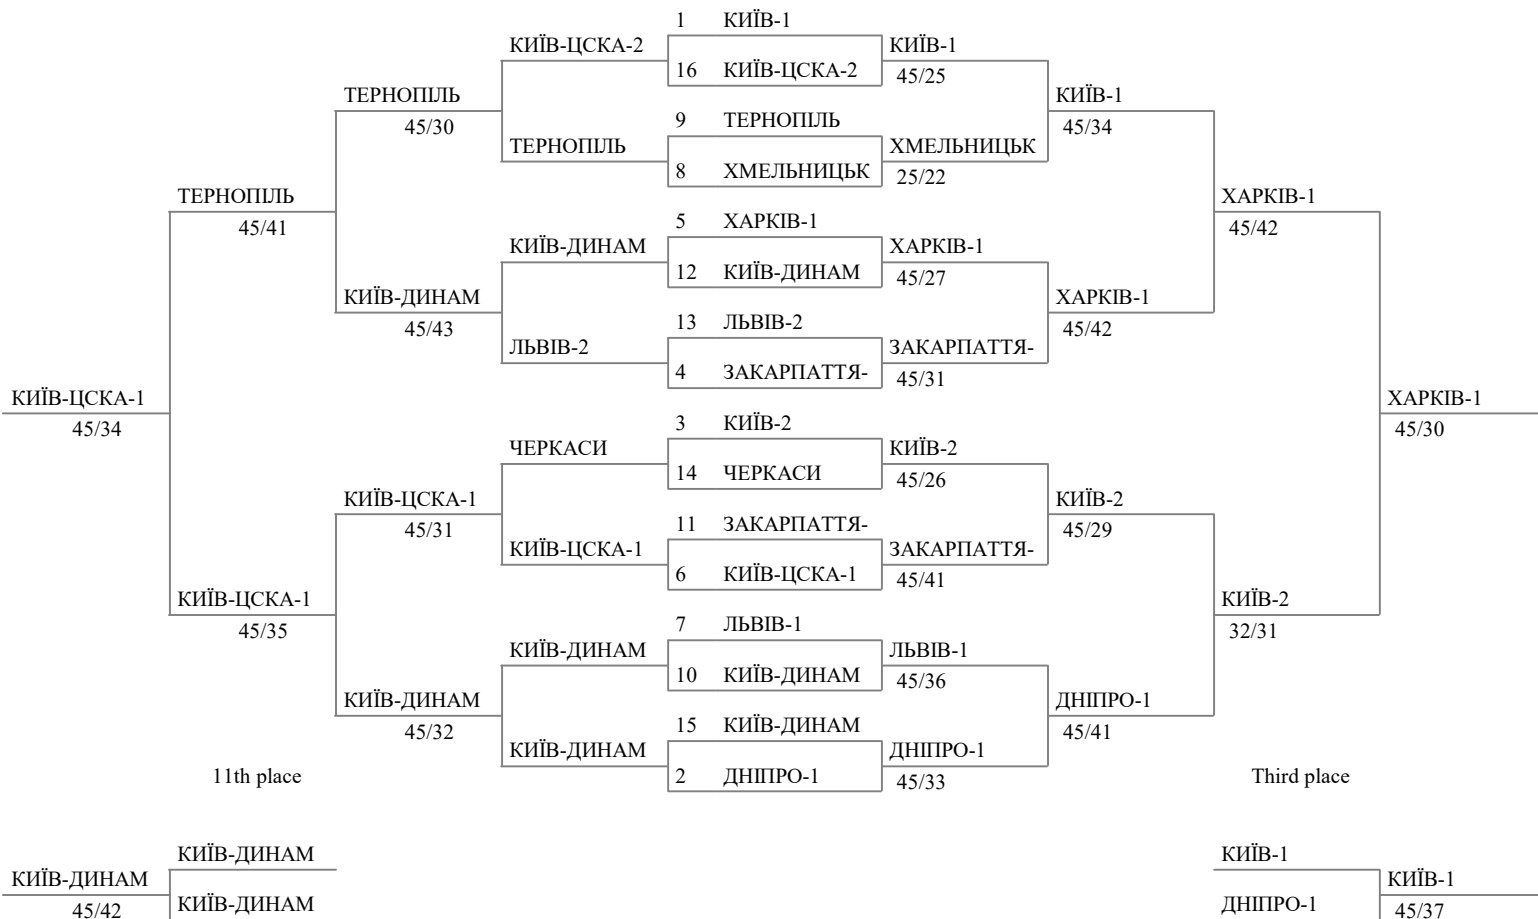 1 КИЇВ-1
КИЇВ-ЦСКА-2 КИЇВ-1
16 КИЇВ-ЦСКА-2 45/25
ТЕРНОПІЛЬ КИЇВ-1
9 ТЕРНОПІЛЬ
45/30 45/34
ТЕРНОПІЛЬ ХМЕЛЬНИЦЬК
8 ХМЕЛЬНИЦЬК 25/22
ТЕРНОПІЛЬ ХАРКІВ-1
5 ХАРКІВ-1
45/41 45/42
КИЇВ-ДИНАМ ХАРКІВ-1
12 КИЇВ-ДИНАМ 45/27
КИЇВ-ДИНАМ ХАРКІВ-1
13 ЛЬВІВ-2
45/43 45/42
ЛЬВІВ-2 ЗАКАРПАТТЯ-
4 ЗАКАРПАТТЯ- 45/31
КИЇВ-ЦСКА-1 ХАРКІВ-1
3 КИЇВ-2
45/34 45/30
ЧЕРКАСИ КИЇВ-2
14 ЧЕРКАСИ 45/26
КИЇВ-ЦСКА-1 КИЇВ-2
11 ЗАКАРПАТТЯ-
45/31 45/29
КИЇВ-ЦСКА-1 ЗАКАРПАТТЯ-
6 КИЇВ-ЦСКА-1 45/41
КИЇВ-ЦСКА-1 КИЇВ-2
7 ЛЬВІВ-1
45/35 32/31
КИЇВ-ДИНАМ ЛЬВІВ-1
10 КИЇВ-ДИНАМ 45/36
КИЇВ-ДИНАМ ДНІПРО-1
15 КИЇВ-ДИНАМ
45/32 45/41
КИЇВ-ДИНАМ ДНІПРО-1
2 ДНІПРО-1 45/33
11th place Third place
КИЇВ-ДИНАМ КИЇВ-1
КИЇВ-ДИНАМ КИЇВ-1
45/42 КИЇВ-ДИНАМ ДНІПРО-1 45/37